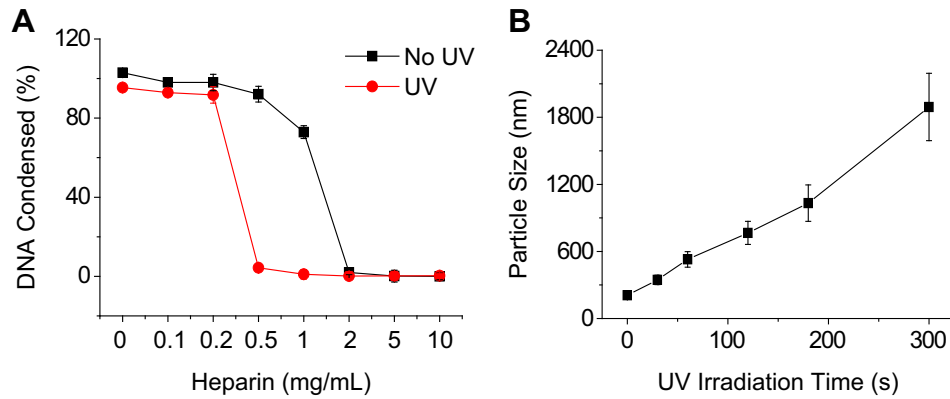 A
120
80
40
0
DNA Condensed (%)
No UV
UV
0 0.1 0.2 0.5 1 2 5 10
Heparin (mg/mL)
B
2400
1800
1200
600
0
Particle Size (nm)
0 100 200 300
UV Irradiation Time (s)